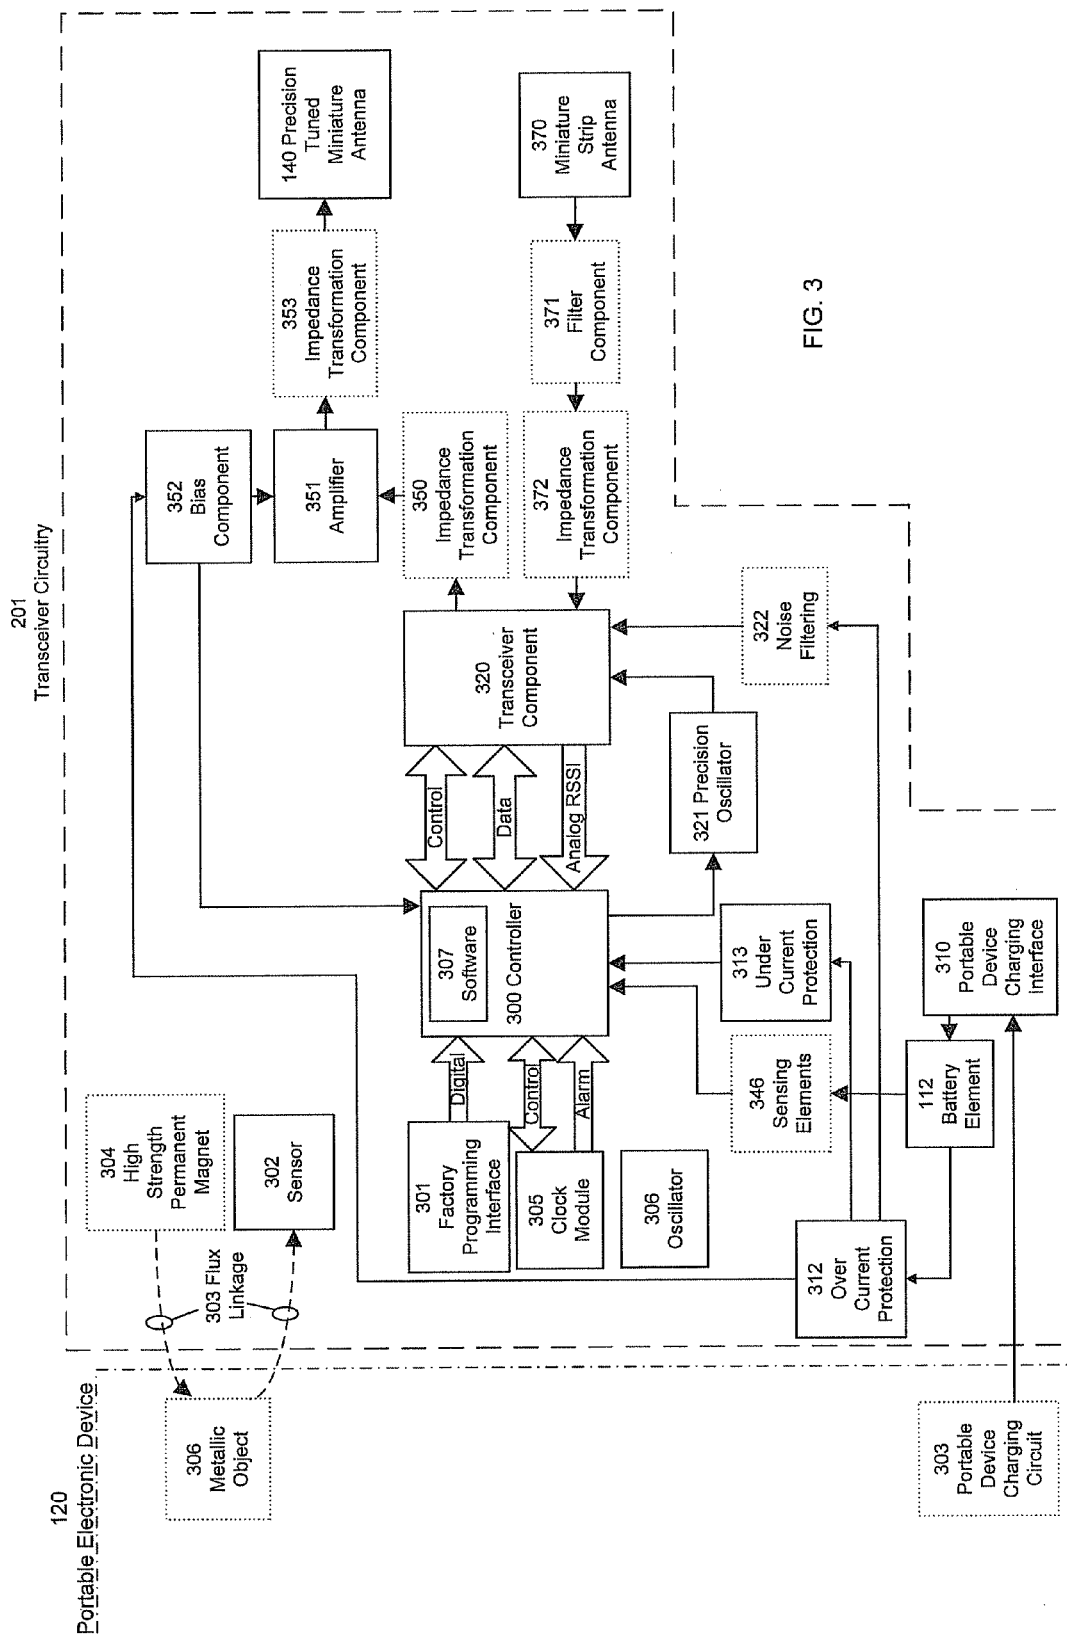 120
Portable Electronic Device
201
Transceiver Circuitry
306
Metallic
Object
303 Flux
Linkage
304
High
Strength
Permanent
Magnet
302
Sensor
352
Bias
Component
351
Amplifier
353
Impedance
Transformation
Component
140 Precision
Tuned
Miniature
Antenna
301
Factory
Programming
Interface
Digital
305
Clock
Module
Control
Alarm
306
Oscillator
307
Software
300 Controller
Control
Data
Analog RSSI
320
Transceiver
Component
350
Impedance
Transformation
Component
372
Impedance
Transformation
Component
371
Filter
Component
370
Miniature
Strip
Antenna
321 Precision
Oscillator
322
Noise
Filtering
346
Sensing
Elements
313
Under
Current
Protection
312
Over
Current
Protection
112
Battery
Element
310
Portable
Device
Charging
Interface
303
Portable
Device
Charging
Circuit
FIG. 3